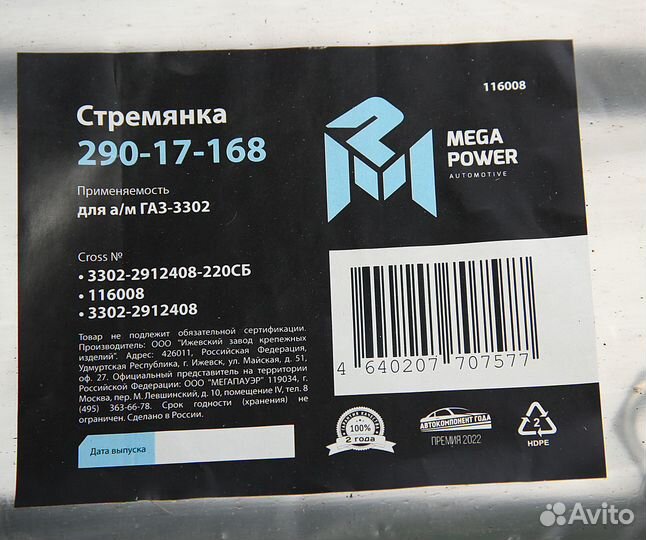 116008
Стремянка
290-17-168
MEGA
POWER
AUTOMOTIVE
Применяемость
для а/м ГАЗ-3302
Cross №
• 3302-2912408-220СБ
• 116008
• 3302-2912408
Товар не подлежит обязательной сертификации.
Производитель: ООО "Ижевский завод крепежных
изделий". Адрес: 426011, Российская Федерация,
Удмуртская Республика, г. Ижевск, ул. Майская, д. 51,
оф. 27. Официальный представитель на территории
Российской Федерации: ООО "МЕГАПАУЭР" 119034, г.
Москва, пер. М. Левшинский, д. 10, помещение IV, тел. 8
(495) 363-66-78. Срок годности (хранения) не
ограничен. Сделано в России.
4 640207 707577
Дата выпуска
100%
2 года
АВТОКОМПОНЕНТ ГОДА
ПРЕМИЯ 2022
2
HDPE
Avito